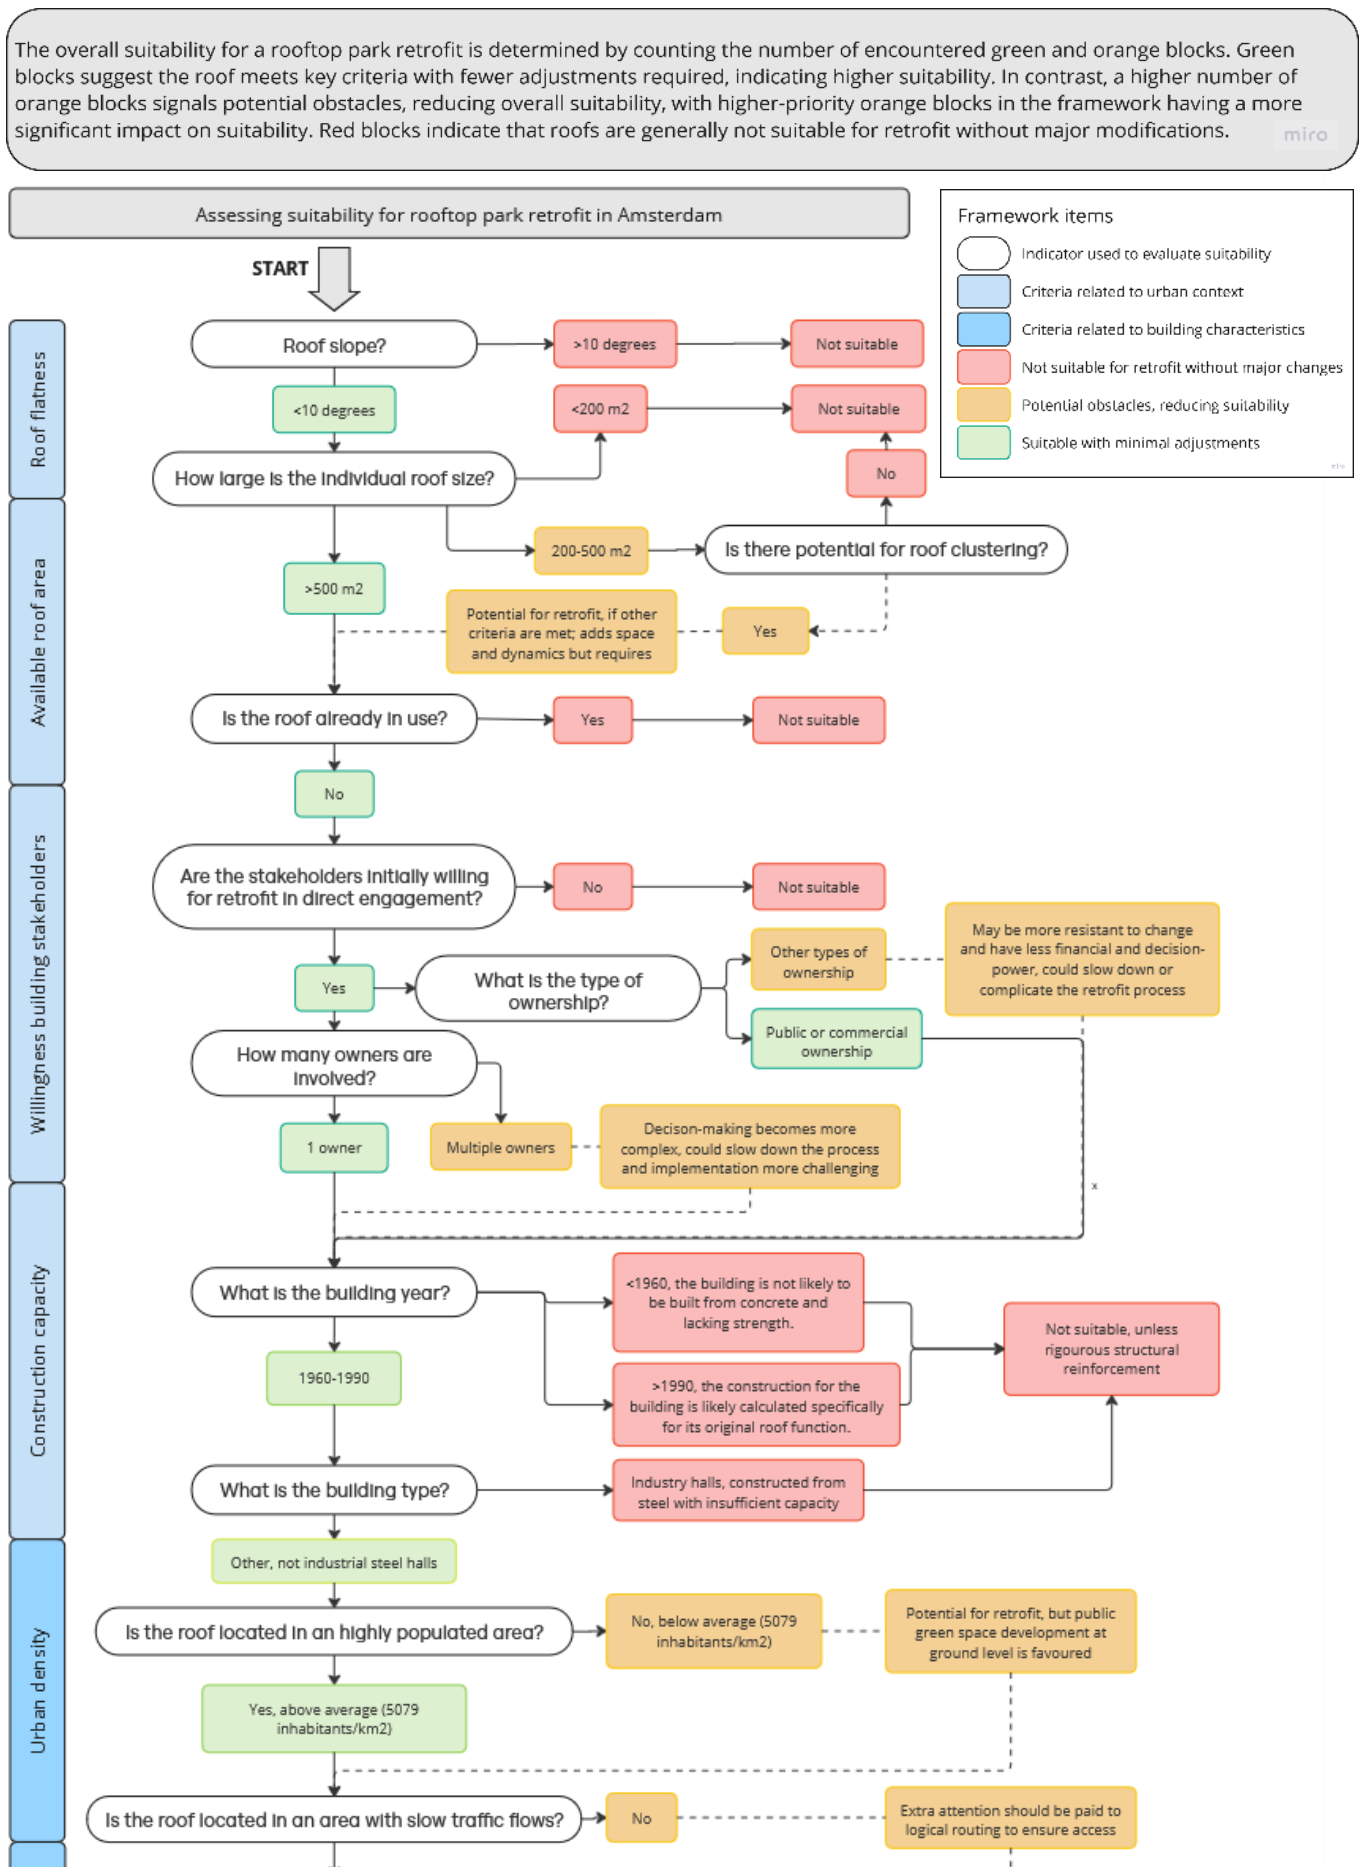 The overall suitability for a rooftop park retrofit is determined by counting the number of encountered green and orange blocks. Green
blocks suggest the roof meets key criteria with fewer adjustments required, indicating higher suitability. In contrast, a higher number of
orange blocks signals potential obstacles, reducing overall suitability, with higher-priority orange blocks in the framework having a more
significant impact on suitability. Red blocks indicate that roofs are generally not suitable for retrofit without major modifications.
miro
Assessing suitability for rooftop park retrofit in Amsterdam
START
Framework items
Indicator used to evaluate suitability
Criteria related to urban context
Criteria related to building characteristics
Not suitable for retrofit without major changes
Potential obstacles, reducing suitability
Suitable with minimal adjustments
miro
Roof flatness
Roof slope?
>10 degrees
Not suitable
<10 degrees
<200 m2
Not suitable
How large is the individual roof size?
No
Available roof area
200-500 m2
Is there potential for roof clustering?
>500 m2
Potential for retrofit, if other
criteria are met; adds space
and dynamics but requires
Yes
Is the roof already in use?
Yes
Not suitable
No
Willingness building stakeholders
Are the stakeholders initially willing
for retrofit in direct engagement?
No
Not suitable
Yes
What is the type of
ownership?
Other types of
ownership
May be more resistant to change
and have less financial and decision-
power, could slow down or
complicate the retrofit process
Public or commercial
ownership
How many owners are
involved?
1 owner
Multiple owners
Decison-making becomes more
complex, could slow down the process
and implementation more challenging
x
Construction capacity
What is the building year?
<1960, the building is not likely to
be built from concrete and
lacking strength.
Not suitable, unless
rigourous structural
reinforcement
1960-1990
>1990, the construction for the
building is likely calculated specifically
for its original roof function.
What is the building type?
Industry halls, constructed from
steel with insufficient capacity
Other, not industrial steel halls
Urban density
Is the roof located in an highly populated area?
No, below average (5079
inhabitants/km2)
Potential for retrofit, but public
green space development at
ground level is favoured
Yes, above average (5079
inhabitants/km2)
Is the roof located in an area with slow traffic flows?
No
Extra attention should be paid to
logical routing to ensure access